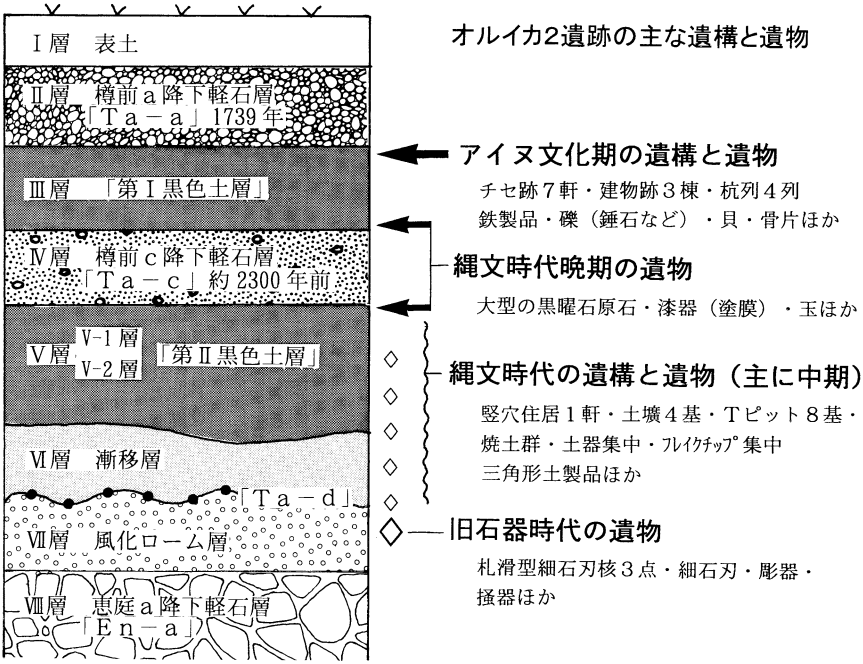 オルイカ2遺跡の主な遺構と遺物
Ⅰ層 表土
Ⅱ層 樽前a降下軽石層
「Ta-a」1739年
アイヌ文化期の遺構と遺物
チセ跡7軒・建物跡3棟・杭列4列
鉄製品・礫(錘石など)・貝・骨片ほか
Ⅲ層 「第Ⅰ黒色土層」
Ⅳ層 樽前c降下軽石層
「Ta-c」約2300年前
縄文時代晩期の遺物
大型の黒曜石原石・漆器(塗膜)・玉ほか
Ⅴ層 V-1層 「第Ⅱ黒色土層」
V-2層
縄文時代の遺構と遺物(主に中期)
竪穴住居1軒・土壙4基・Tピット8基・
焼土群・土器集中・フレイクチップ集中
三角形土製品ほか
Ⅵ層 漸移層
「Ta-d」
Ⅶ層 風化ローム層
旧石器時代の遺物
札滑型細石刃核3点・細石刃・彫器・
掻器ほか
Ⅷ層 恵庭a降下軽石層
「En-a」